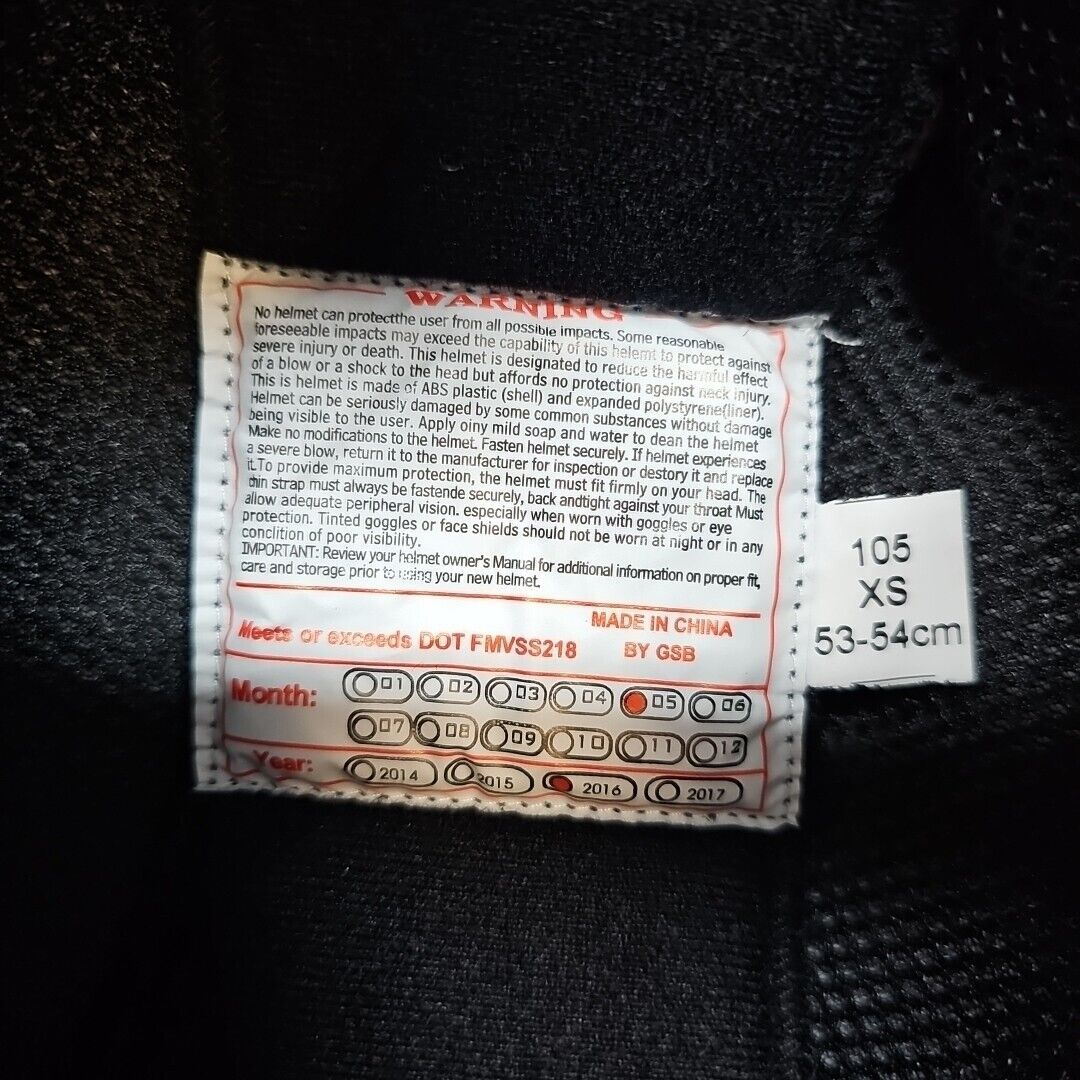 WARNING
No helmet can protectthe user from all possible impacts. Some reasonable
foreseeable impacts may exceed the capability of this helemt to protect against
severe injury or death. This helmet is designated to reduce the harmful effect
of a blow or a shock to the head but affords no protection against neck injury.
This is helmet is made of ABS plastic (shell) and expanded polystyrene(liner).
Helmet can be seriously damaged by some common substances without damage
being visible to the user. Apply oiny mild soap and water to dean the helmet
Make no modifications to the helmet. Fasten helmet securely. If helmet experiences
a severe blow, return it to the manufacturer for inspection or destory it and replace
it.To provide maximum protection, the helmet must fit firmly on your head. The
chin strap must always be fastende securely, back andtight against your throat Must
allow adequate peripheral vision. especially when worn with goggles or eye
protection. Tinted goggles or face shields should not be worn at night or in any
conclition of poor visibility.
IMPORTANT: Review your helmet owner's Manual for additional information on proper fit,
care and storage prior to using your new helmet.
MADE IN CHINA
Meets or exceeds DOT FMVSS218 BY GSB
Month: 01 02 03 04 05 06
07 08 09 10 11 12
Year: 2014 2015 2016 2017
105
XS
53-54cm